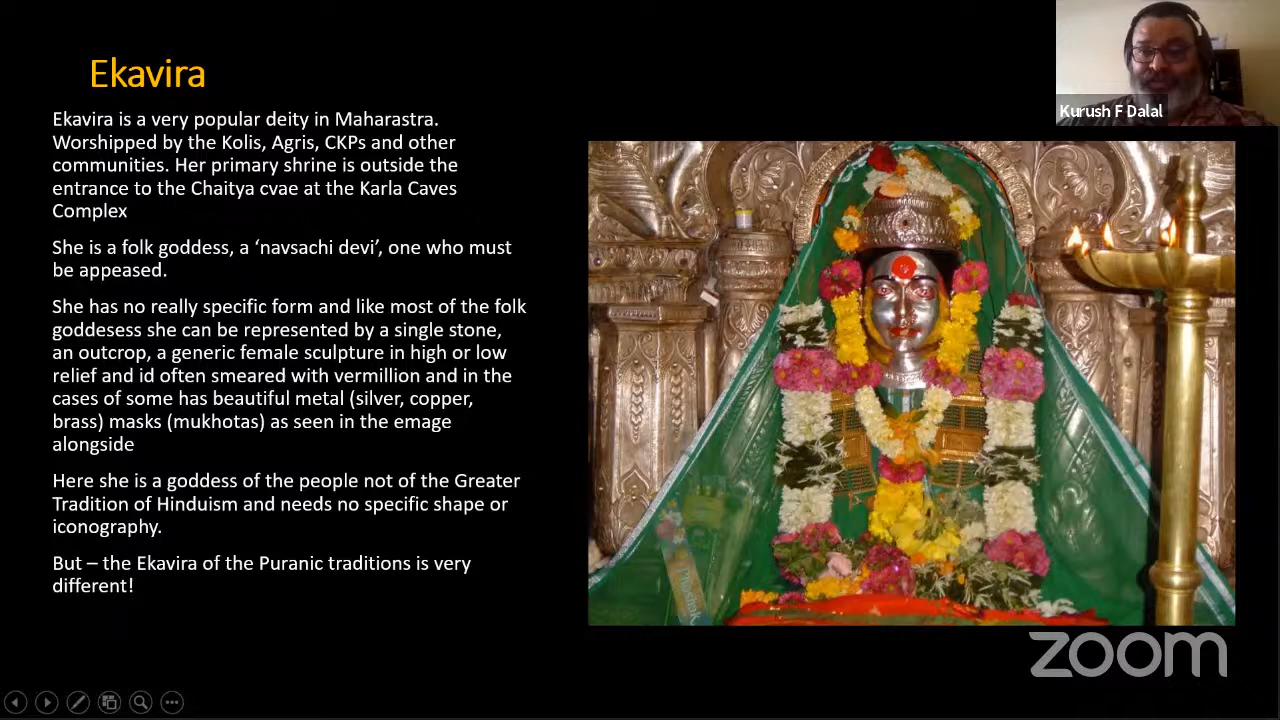 Ekavira
Ekavira is a very popular deity in Maharastra.
Worshipped by the Kolis, Agris, CKPs and other
communities. Her primary shrine is outside the
entrance to the Chaitya cvae at the Karla Caves
Complex
She is a folk goddess, a ‘navsachi devi’, one who must
be appeased.
She has no really specific form and like most of the folk
goddesess she can be represented by a single stone,
an outcrop, a generic female sculpture in high or low
relief and id often smeared with vermillion and in the
cases of some has beautiful metal (silver, copper,
brass) masks (mukhotas) as seen in the emage
alongside
Here she is a goddess of the people not of the Greater
Tradition of Hinduism and needs no specific shape or
iconography.
But – the Ekavira of the Puranic traditions is very
different!
Kurush F Dalal
zoom